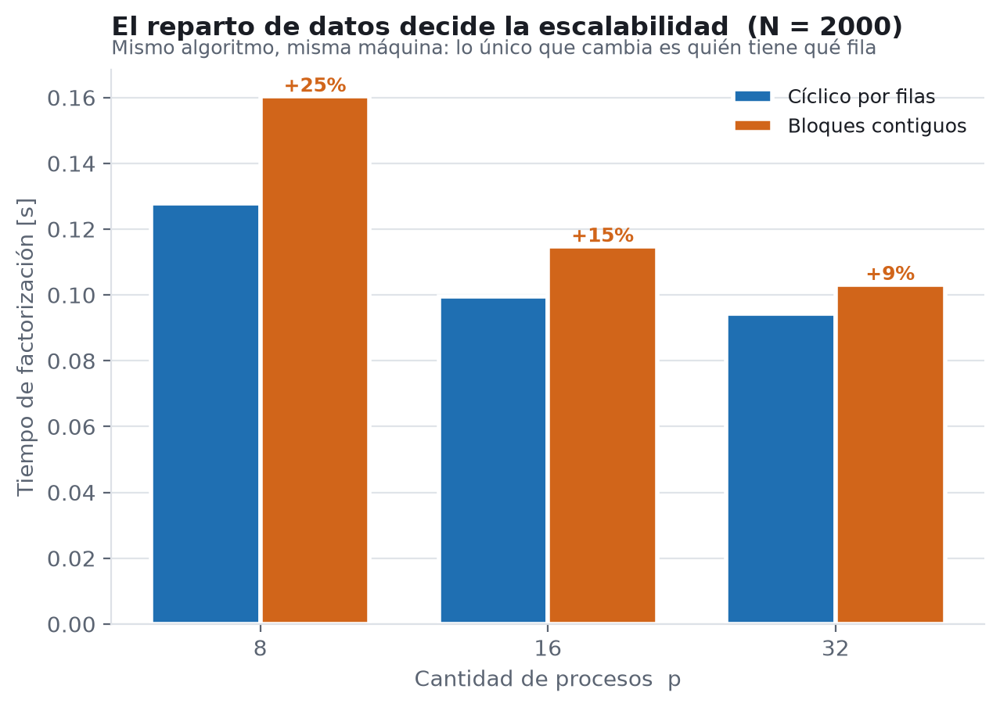 El reparto de datos decide la escalabilidad  (N = 2000)
Mismo algoritmo, misma máquina: lo único que cambia es quién tiene qué fila
Cíclico por filas
Bloques contiguos
+25%
+15%
+9%
Tiempo de factorización [s]
0.16
0.14
0.12
0.10
0.08
0.06
0.04
0.02
0.00
8
16
32
Cantidad de procesos  p